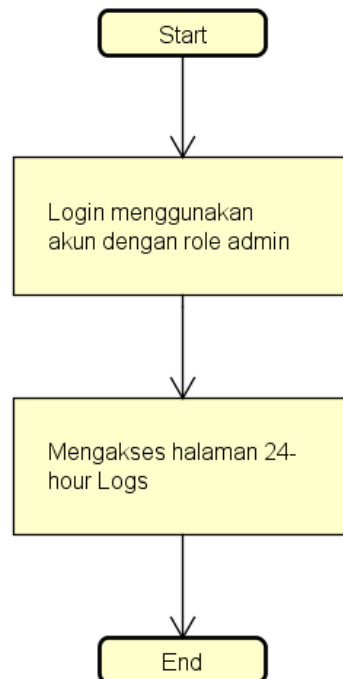 Start
Login menggunakan
akun dengan role admin
Mengakses halaman 24-
hour Logs
End